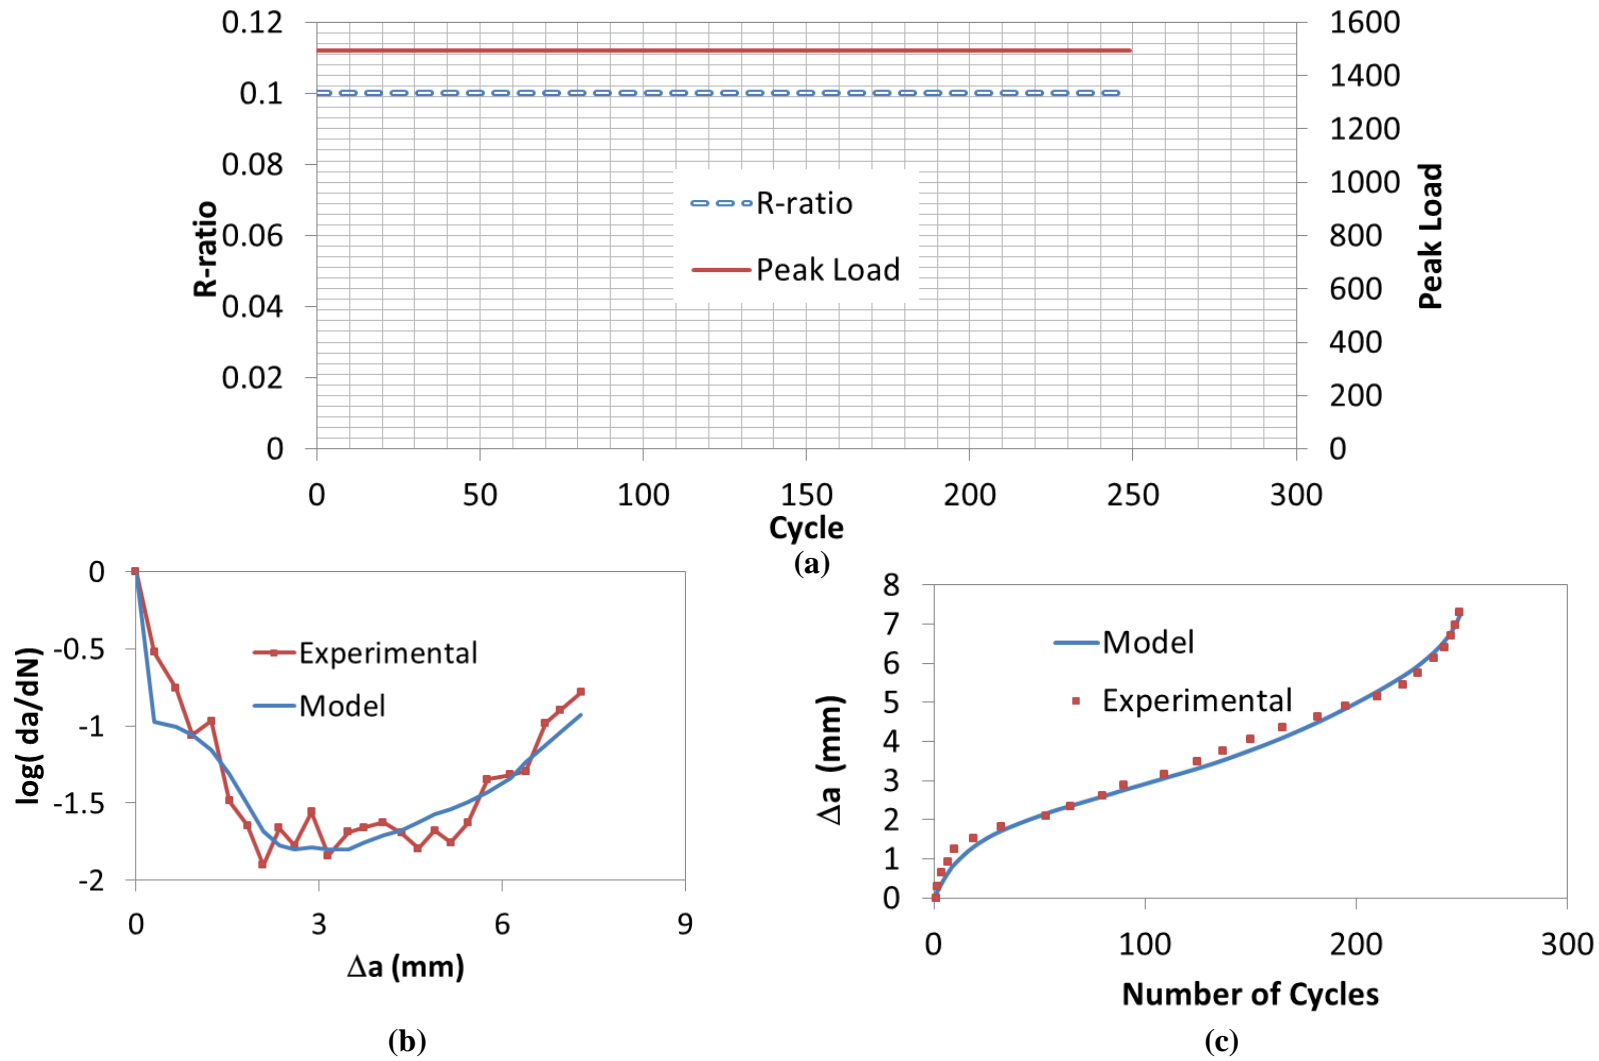 0.12
0.1
0.08
0.06
0.04
0.02
0
R-ratio
1600
1400
1200
1000
800
600
400
200
0
Peak Load
R-ratio
Peak Load
0 50 100 150 200 250 300
Cycle
(a)
0
-0.5
-1
-1.5
-2
log( da/dN)
Experimental
Model
0 3 6 9
Δa (mm)
(b)
8
7
6
5
4
3
2
1
0
Δa (mm)
Model
Experimental
0 100 200 300
Number of Cycles
(c)